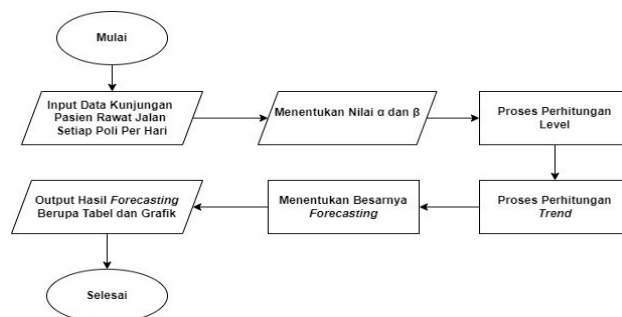 Mulai
Input Data Kunjungan
Pasien Rawat Jalan
Setiap Poli Per Hari
Menentukan Nilai α dan β
Proses Perhitungan
Level
Proses Perhitungan
Trend
Menentukan Besarnya
Forecasting
Output Hasil Forecasting
Berupa Tabel dan Grafik
Selesai